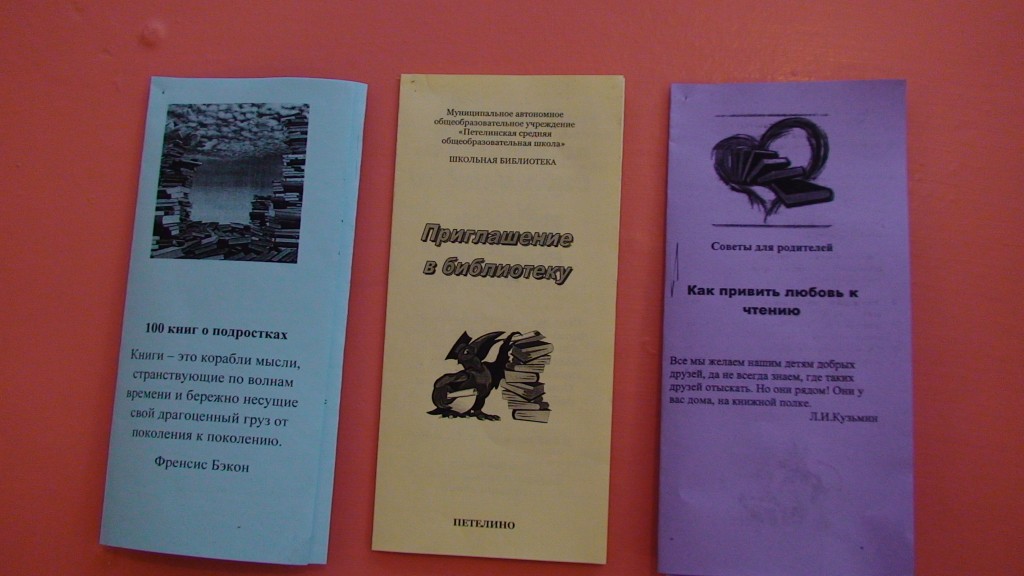 100 книг о подростках
Книги – это корабли мысли,
странствующие по волнам
времени и бережно несущие
свой драгоценный груз от
поколения к поколению.
Френсис Бэкон
Муниципальное автономное
общеобразовательное учреждение
«Петелинская средняя
общеобразовательная школа»
ШКОЛЬНАЯ БИБЛИОТЕКА
Приглашение
в библиотеку
ПЕТЕЛИНО
Советы для родителей
Как привить любовь к
чтению
Все мы желаем нашим детям добрых
друзей, да не всегда знаем, где таких
друзей отыскать. Но они рядом! Они у
вас дома, на книжной полке.
Л.И.Кузьмин